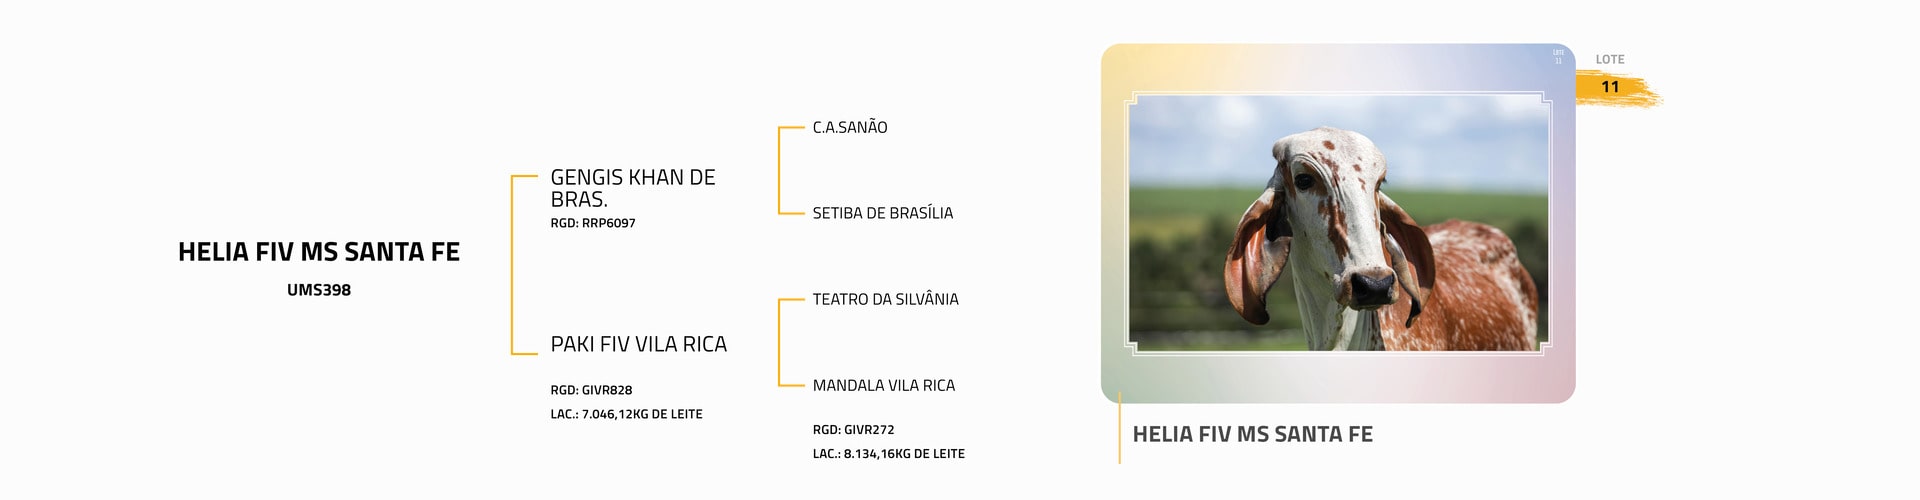 HELIA FIV MS SANTA FE
UMS398
GENGIS KHAN DE
BRAS.
RGD: RRP6097
PAKI FIV VILA RICA
RGD: GIVR828
LAC.: 7.046,12KG DE LEITE
C.A.SANÃO
SETIBA DE BRASÍLIA
TEATRO DA SILVÂNIA
MANDALA VILA RICA
RGD: GIVR272
LAC.: 8.134,16KG DE LEITE
LOTE
11
LOTE
11
HELIA FIV MS SANTA FE